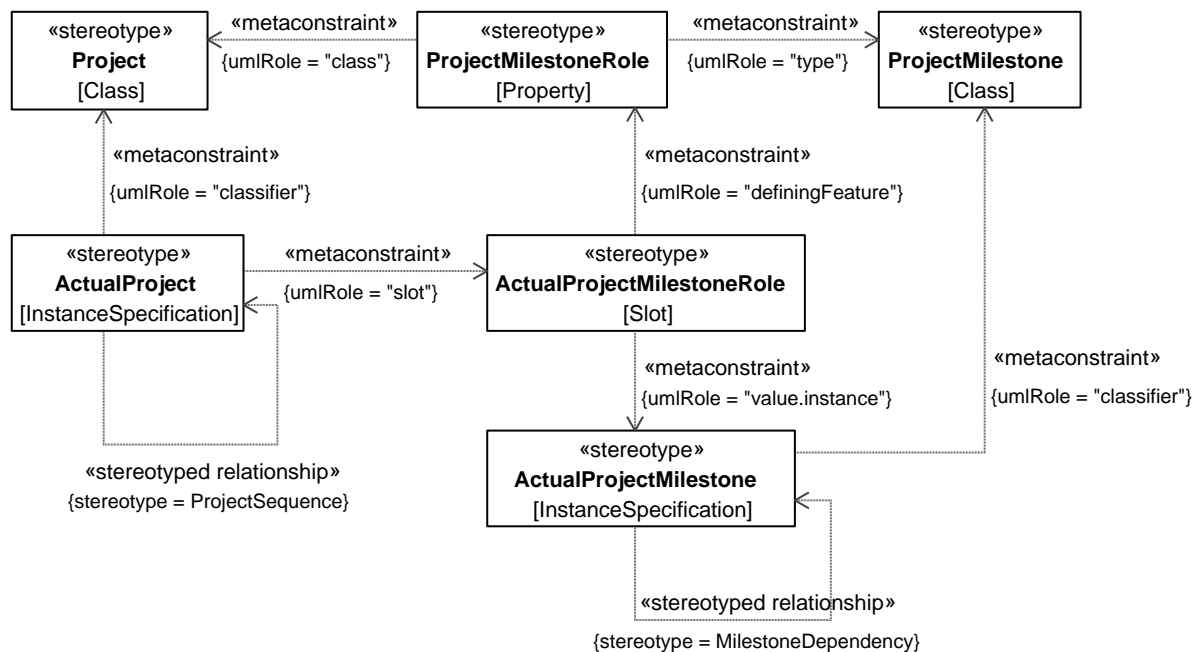 «stereotype»
Project
[Class]
«metaconstraint»
{umlRole = "class"}
«stereotype»
ProjectMilestoneRole
[Property]
«metaconstraint»
{umlRole = "type"}
«stereotype»
ProjectMilestone
[Class]
«metaconstraint»
{umlRole = "classifier"}
«metaconstraint»
{umlRole = "definingFeature"}
«stereotype»
ActualProject
[InstanceSpecification]
«metaconstraint»
{umlRole = "slot"}
«stereotype»
ActualProjectMilestoneRole
[Slot]
«metaconstraint»
{umlRole = "value.instance"}
«metaconstraint»
{umlRole = "classifier"}
«stereotyped relationship»
{stereotype = ProjectSequence}
«stereotype»
ActualProjectMilestone
[InstanceSpecification]
«stereotyped relationship»
{stereotype = MilestoneDependency}